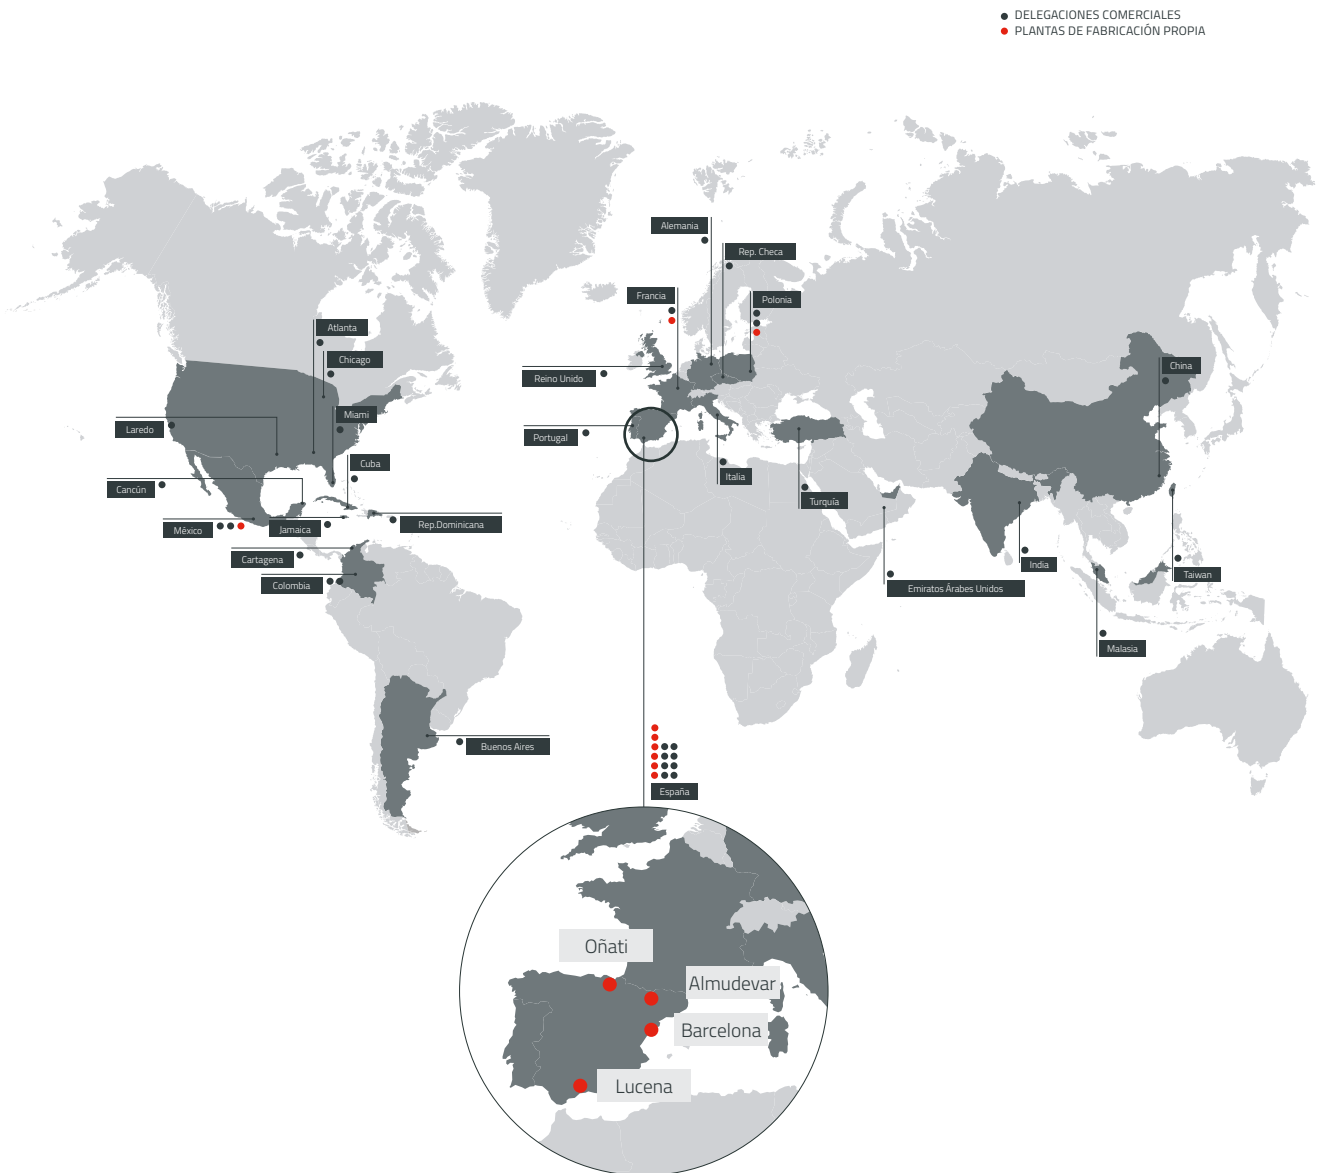 DELEGACIONES COMERCIALES
PLANTAS DE FABRICACIÓN PROPIA
Alemania
Rep. Checa
Francia
Polonia
Atlanta
Chicago
China
Reino Unido
Miami
Laredo
Portugal
Cuba
Italia
Cancún
Turquía
México
Jamaica
Rep.Dominicana
Cartagena
India
Taiwan
Colombia
Emiratos Árabes Unidos
Malasia
Buenos Aires
España
Oñati
Almudevar
Barcelona
Lucena